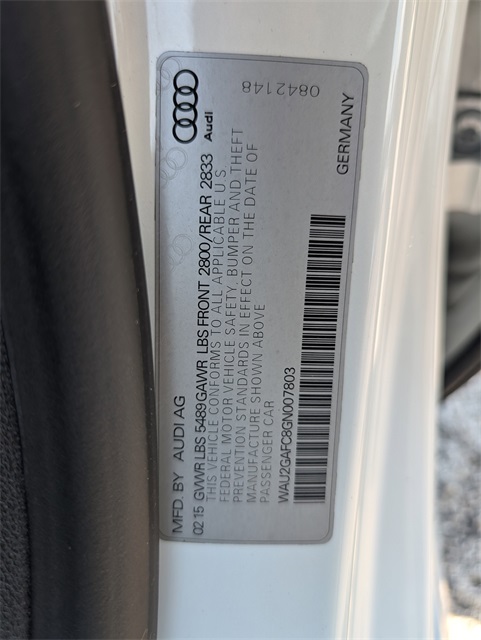 MFD. BY AUDI AG
Audi
02 15 GVWR LBS 5489 GAWR LBS FRONT 2800/REAR 2833
THIS VEHICLE CONFORMS TO ALL APPLICABLE U S
FEDERAL MOTOR VEHICLE SAFETY, BUMPER AND THEFT
PREVENTION STANDARDS IN EFFECT ON THE DATE OF
MANUFACTURE SHOWN ABOVE
PASSENGER CAR
WAU2GAFC8GN007803
0842148
GERMANY